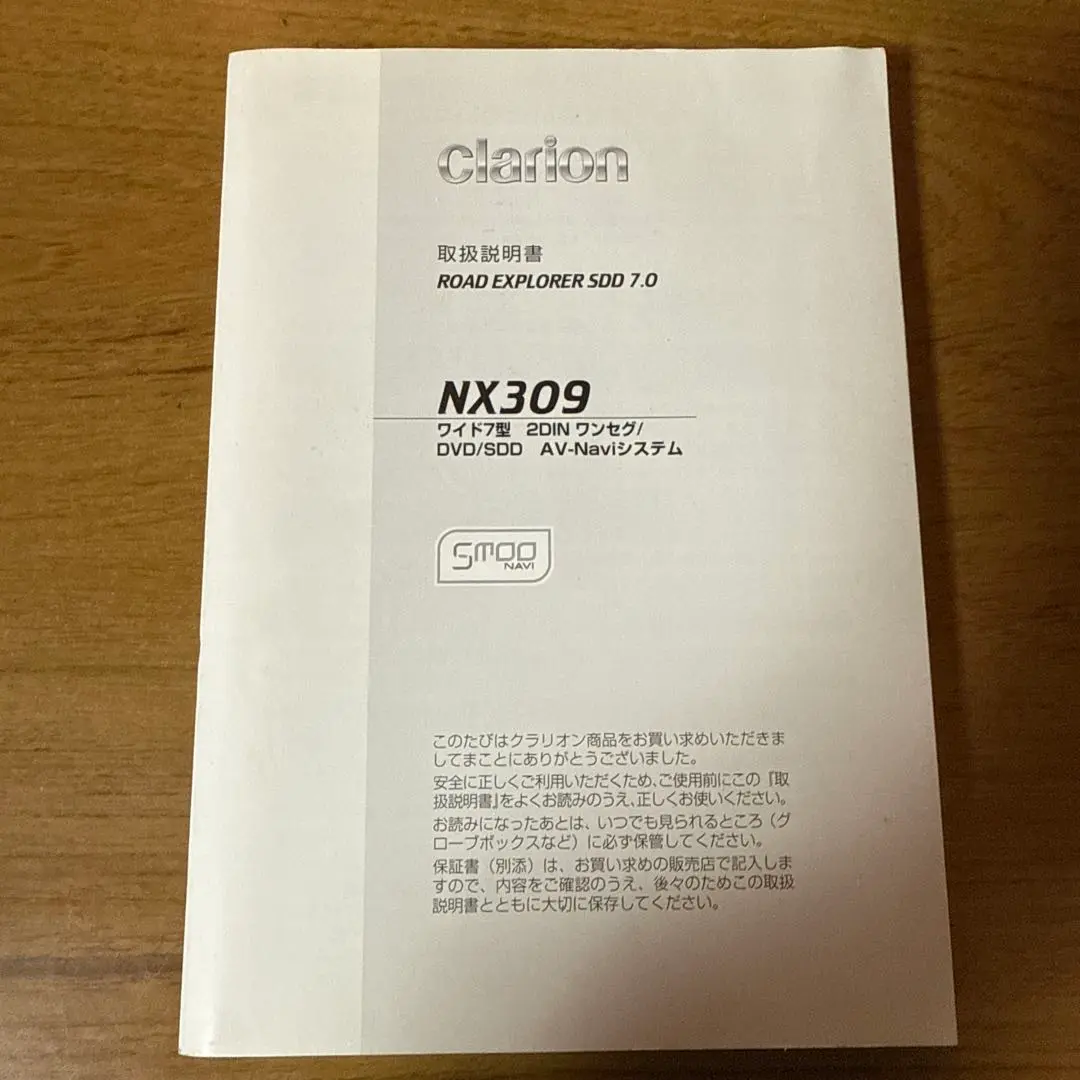 clarion
取扱説明書
ROAD EXPLORER SDD 7.0
NX309
ワイド7型 2DIN ワンセグ/
DVD/SDD AV-Naviシステム
SMOO
NAVI
このたびはクラリオン商品をお買い求めいただきま
してまことにありがとうございました。
安全に正しくご利用いただくため、ご使用前にこの『取
扱説明書』をよくお読みのうえ、正しくお使いください。
お読みになったあとは、いつでも見られるところ（グ
ローブボックスなど）に必ず保管してください。
保証書（別添）は、お買い求めの販売店で記入しま
すので、内容をご確認のうえ、後々のためこの取扱
説明書とともに大切に保存してください。